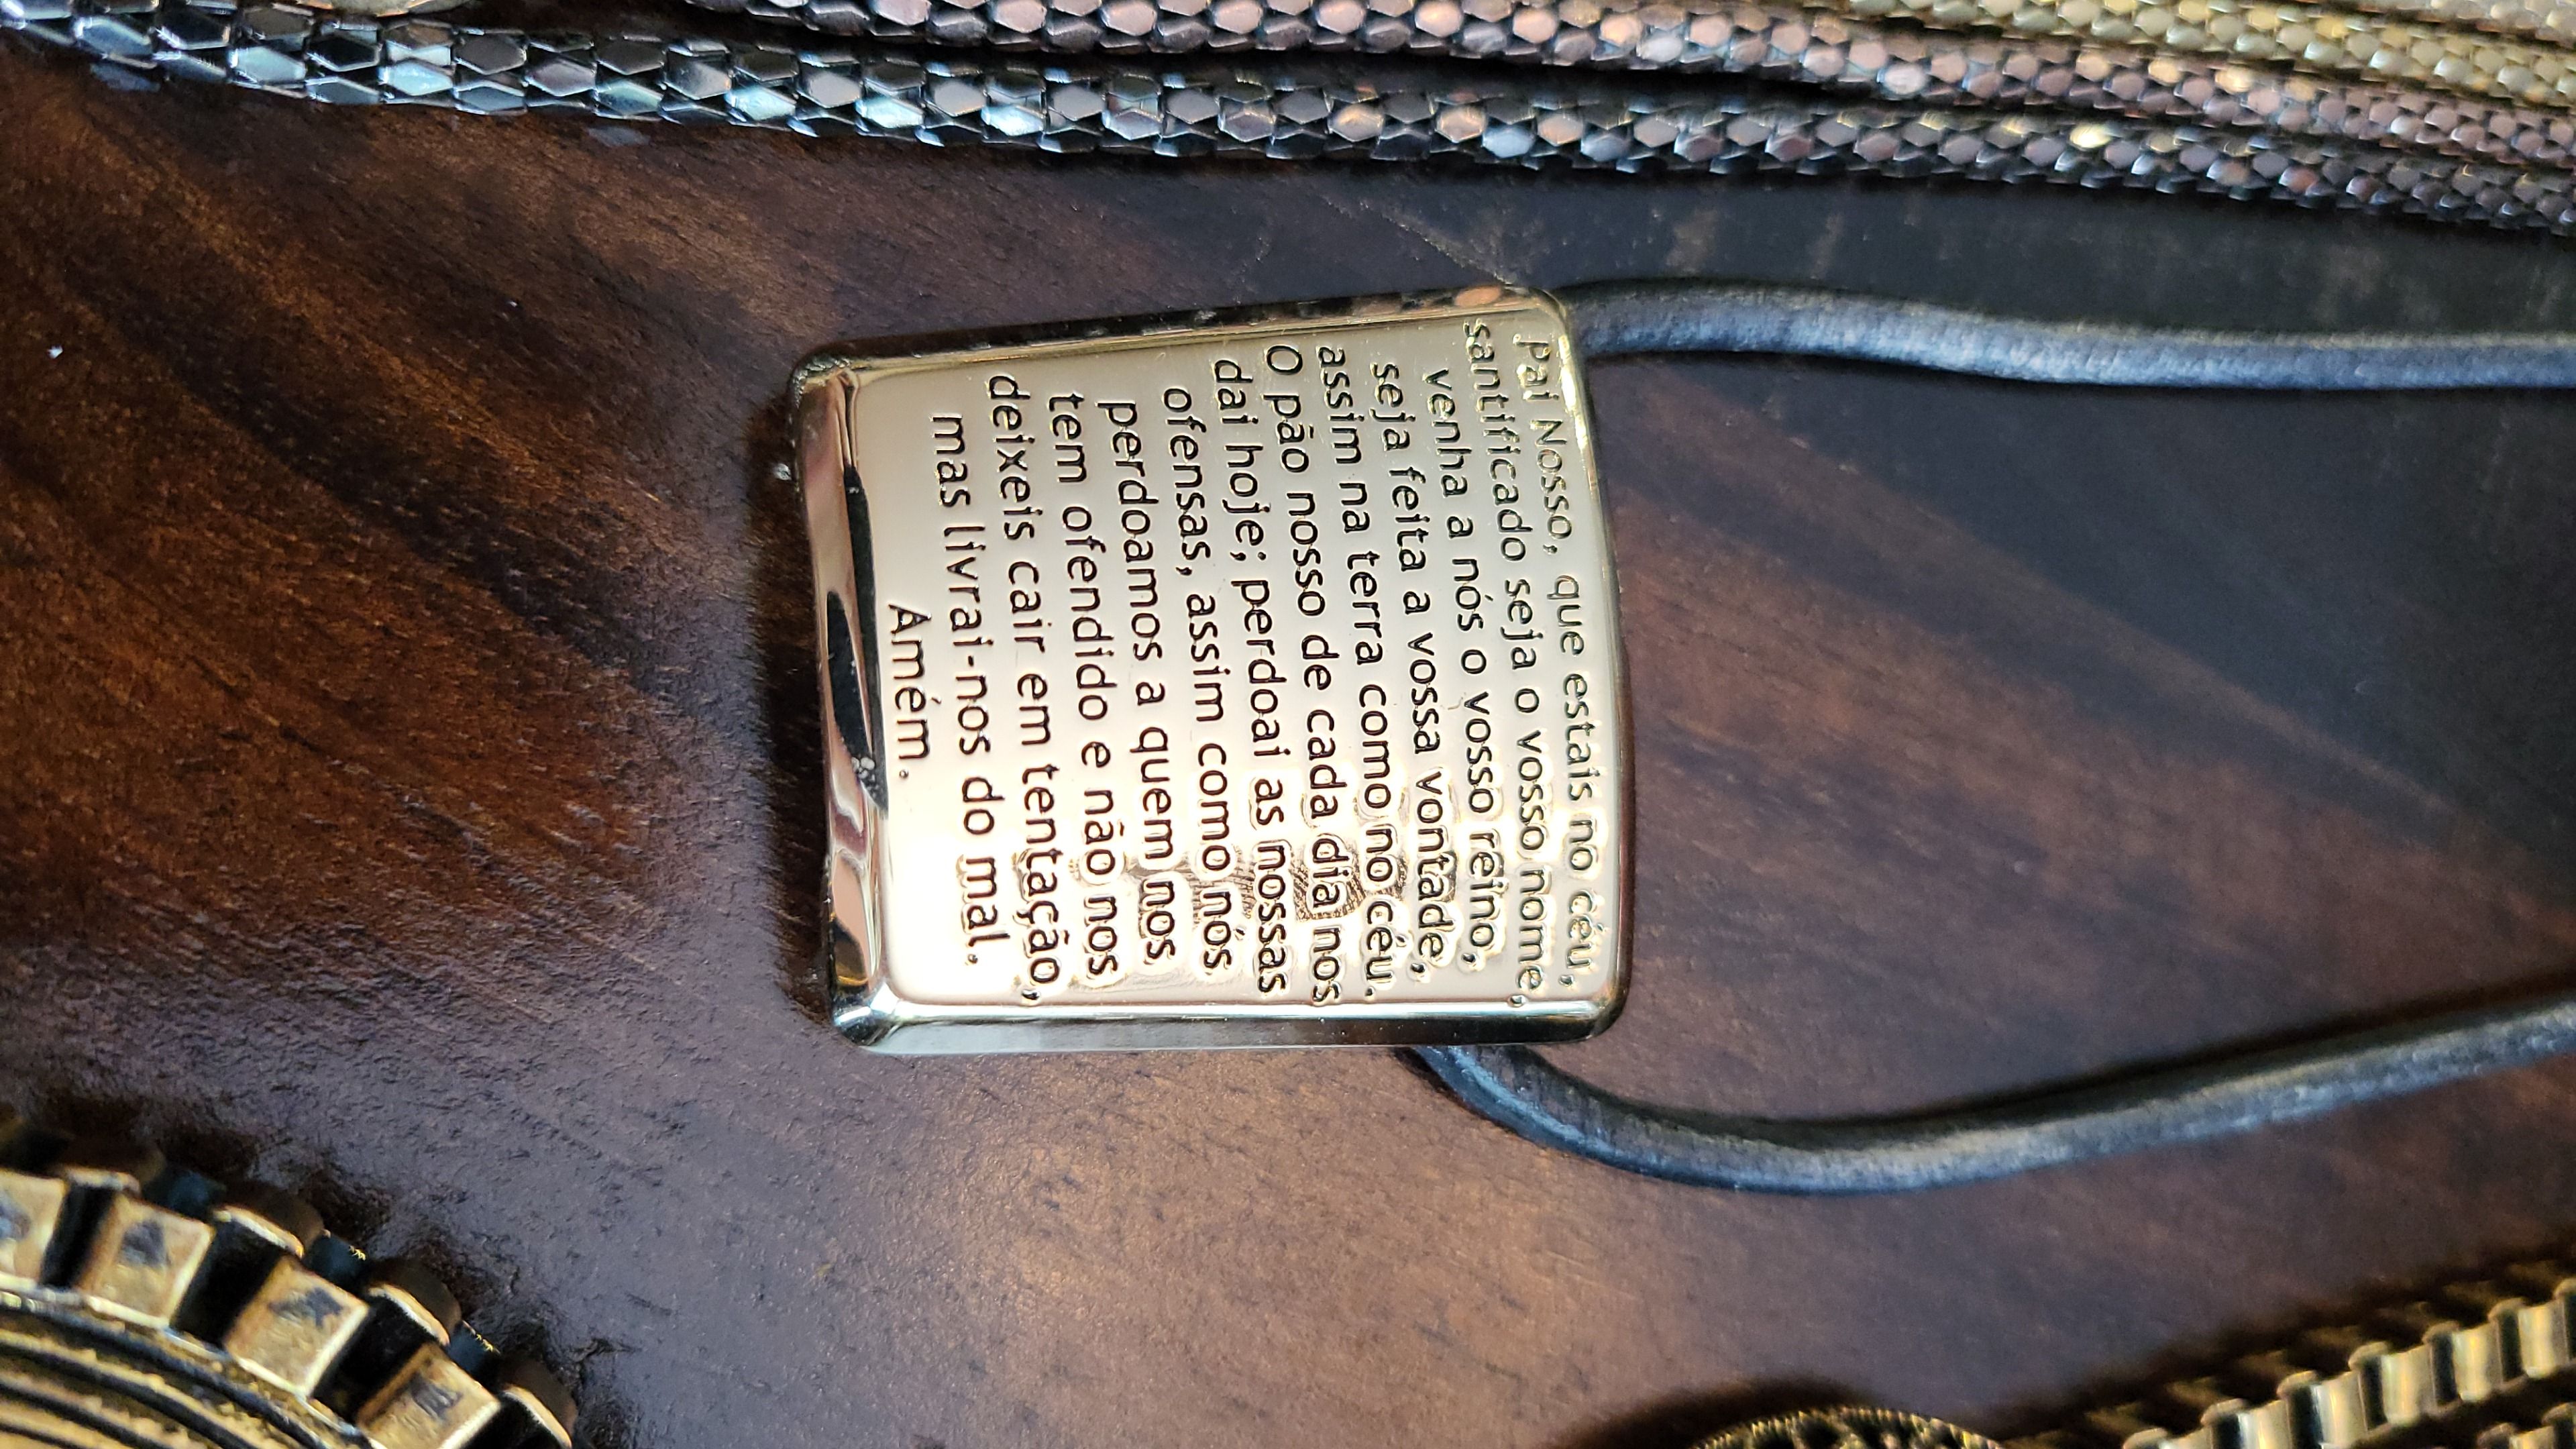 Pai Nosso, que estais no céu,
santificado seja o vosso nome,
venha a nós o vosso reino,
seja feita a vossa vontade,
assim na terra como no céu.
O pão nosso de cada dia nos
dai hoje; perdoai as nossas
ofensas, assim como nós
perdoamos a quem nos
tem ofendido e não nos
deixeis cair em tentação,
mas livrai-nos do mal.
Amém.